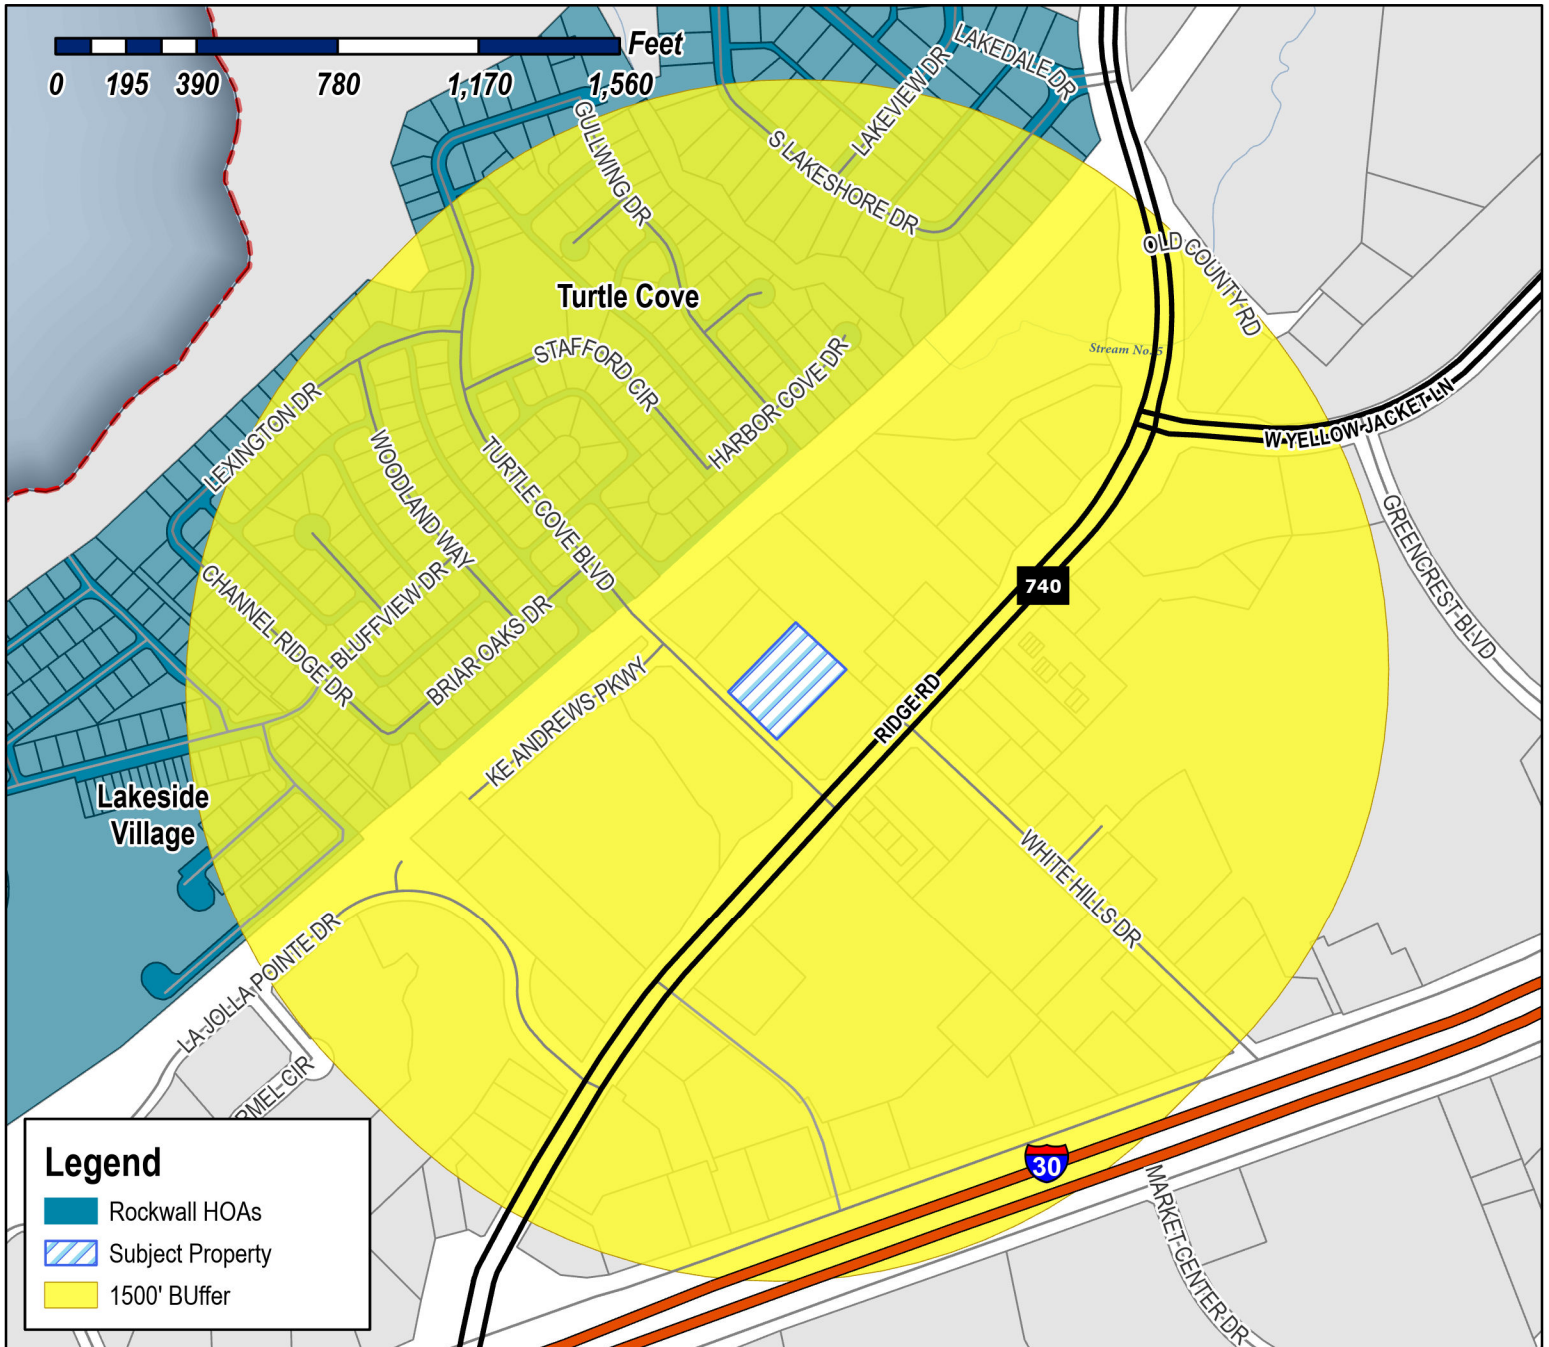 Feet
0 195 390 780 1,170 1,560
LAKEDALE DR
LAKEVIEW DR
GULLWING DR
S LAKESHORE DR
OLD COUNTY RD
Turtle Cove
STAFFORD CIR
HARBOR COVE DR
Stream No. 5
LEXINGTON DR
WOODLAND WAY
TURTLE COVE BLVD
W YELLOW JACKET LN
GREENCREST BLVD
740
CHANNEL RIDGE DR
BLUFFVIEW DR
BRIAR OAKS DR
KE ANDREWS PKWY
RIDGE RD
Lakeside
Village
WHITE HILLS DR
LA JOLLA POINTE DR
RMEL CIR
30
MARKET CENTER DR
Legend
Rockwall HOAs
Subject Property
1500' BUffer